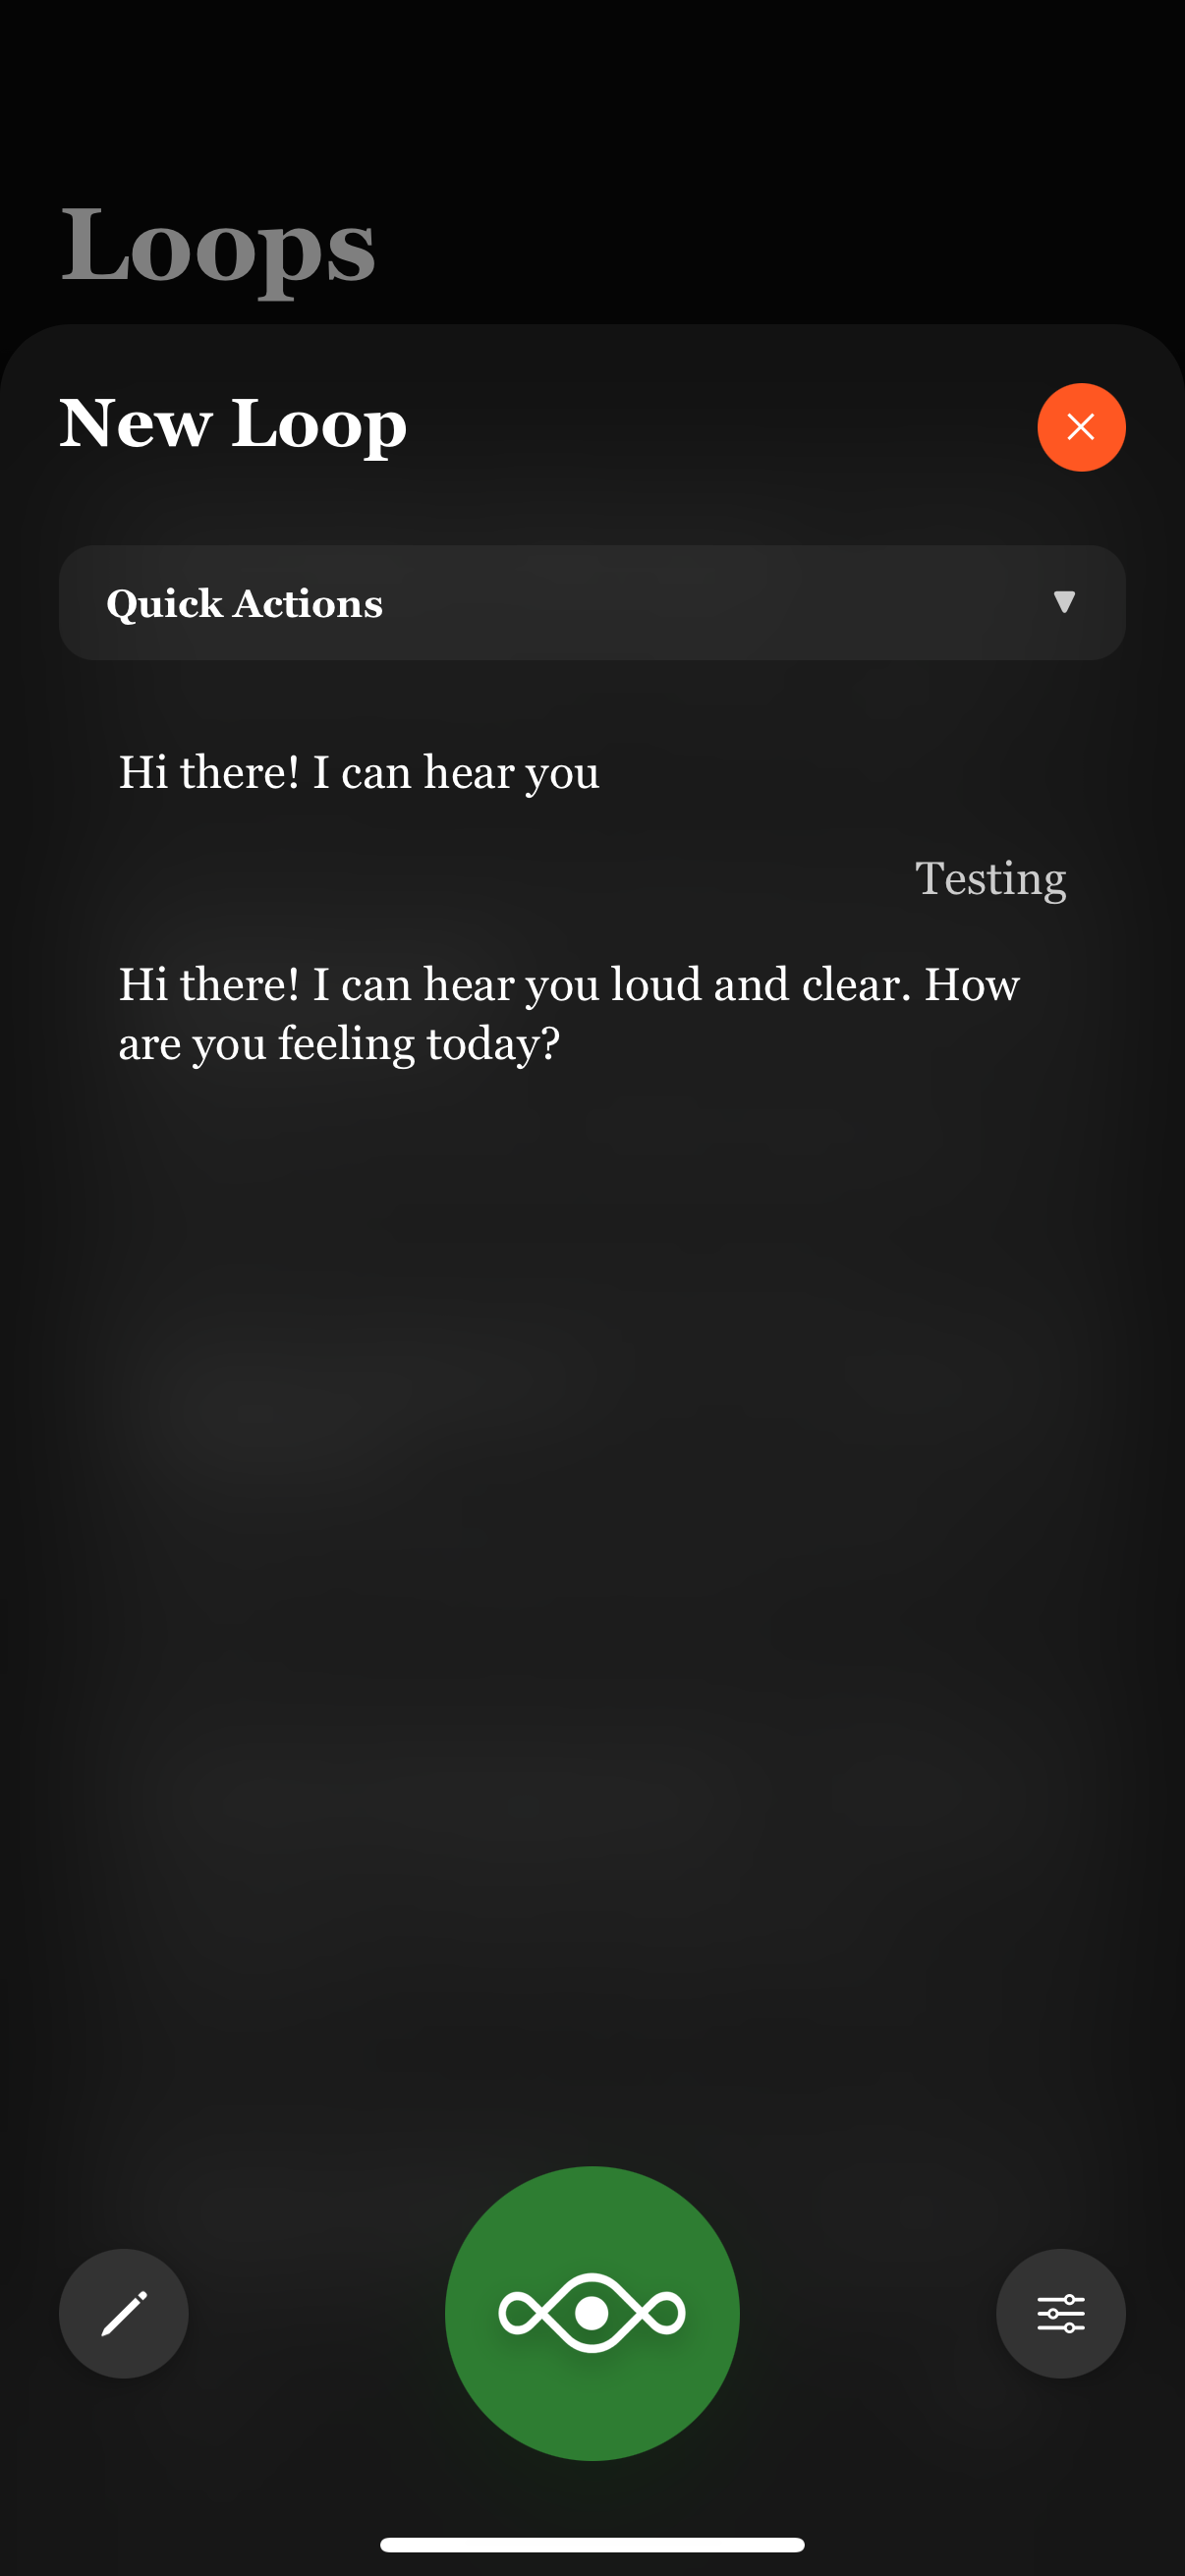 Loops
New Loop
Quick Actions
Hi there! I can hear you
Testing
Hi there! I can hear you loud and clear. How
are you feeling today?